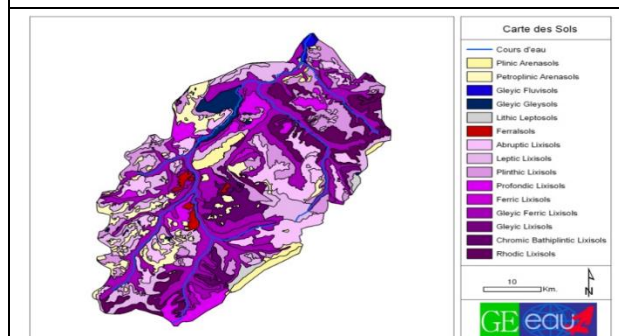 Carte des Sols
Cours d'eau
Plinic Arenasols
Petroplinic Arenasols
Gleyic Fluvisols
Gleyic Gleysols
Lithic Leptosols
Ferralsols
Abruptic Lixisols
Leptic Lixisols
Plinthic Lixisols
Profondic Lixisols
Ferric Lixisols
Gleyic Ferric Lixisols
Gleyic Lixisols
Chromic Bathiplintic Lixisols
Rhodic Lixisols
10
Km.
N
GE eau